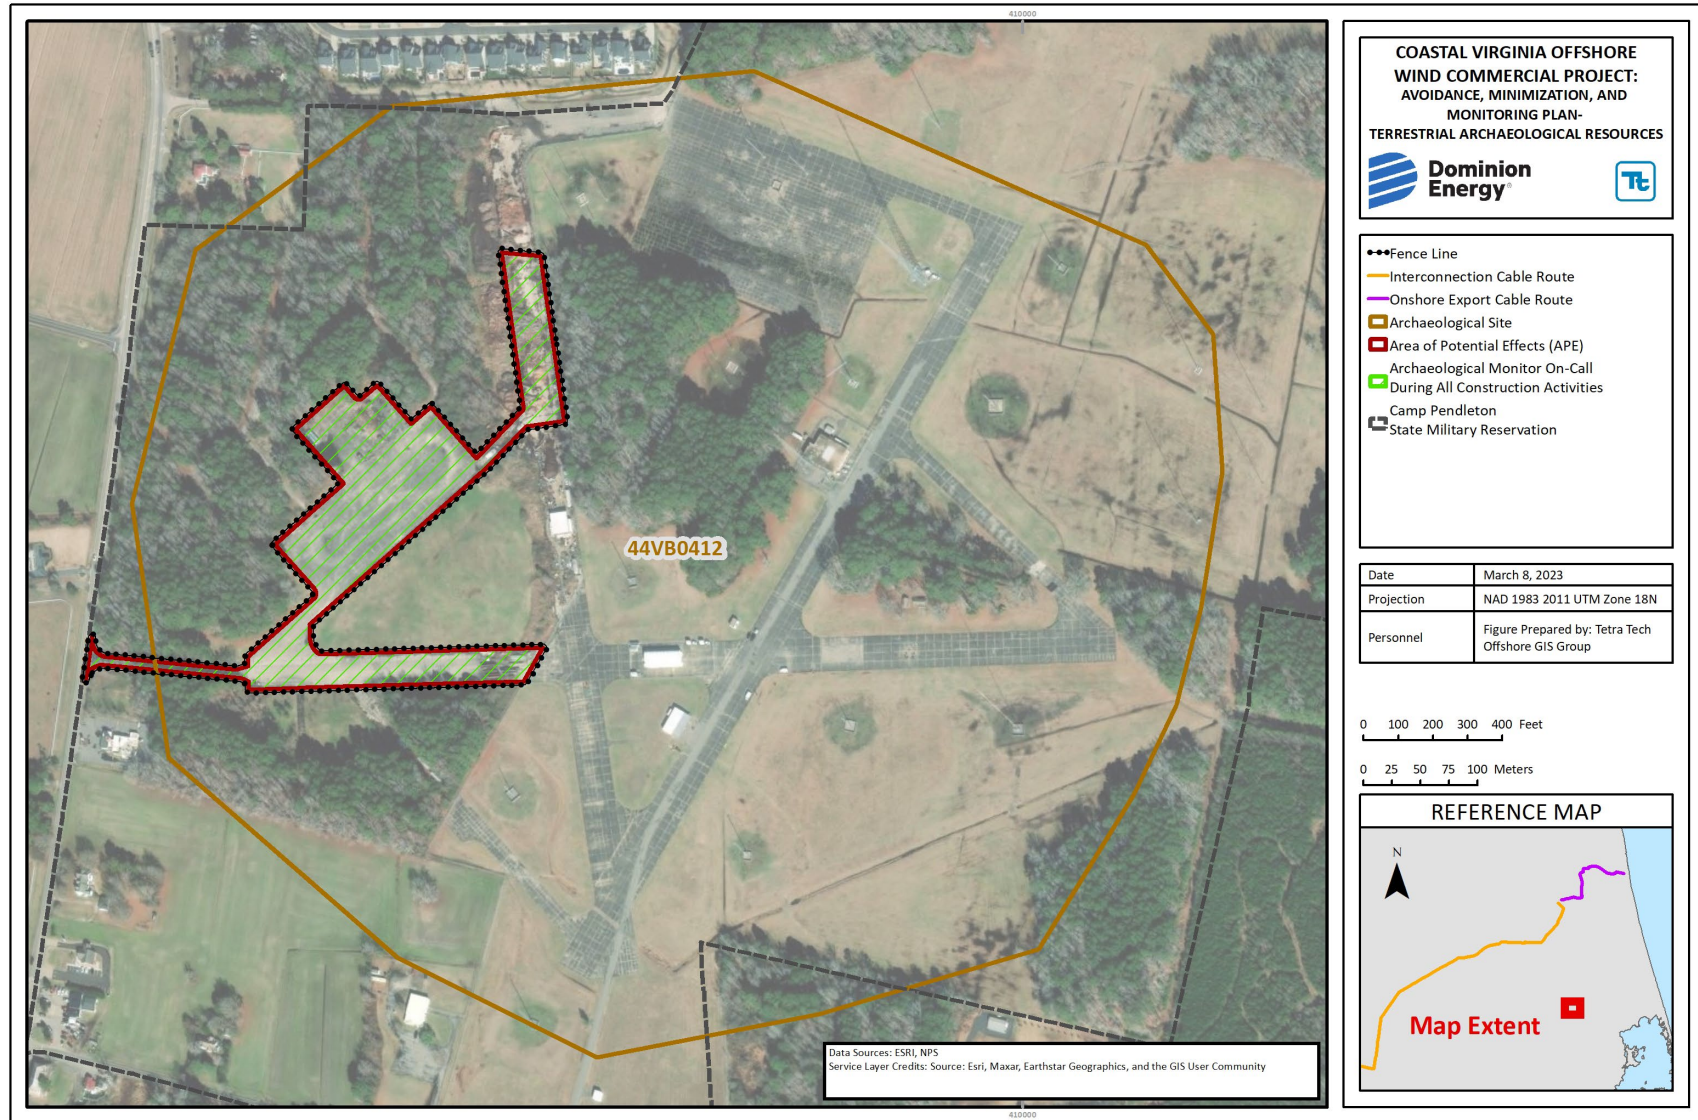 410000
44VB0412
Data Sources: ESRI, NPS
Service Layer Credits: Source: Esri, Maxar, Earthstar Geographics, and the GIS User Community
410000
COASTAL VIRGINIA OFFSHORE
WIND COMMERCIAL PROJECT:
AVOIDANCE, MINIMIZATION, AND
MONITORING PLAN-
TERRESTRIAL ARCHAEOLOGICAL RESOURCES
Dominion
Energy®
Tt
Fence Line
Interconnection Cable Route
Onshore Export Cable Route
Archaeological Site
Area of Potential Effects (APE)
Archaeological Monitor On-Call
During All Construction Activities
Camp Pendleton
State Military Reservation
Date March 8, 2023
Projection NAD 1983 2011 UTM Zone 18N
Personnel Figure Prepared by: Tetra Tech
Offshore GIS Group
0 100 200 300 400 Feet
0 25 50 75 100 Meters
REFERENCE MAP
N
Map Extent